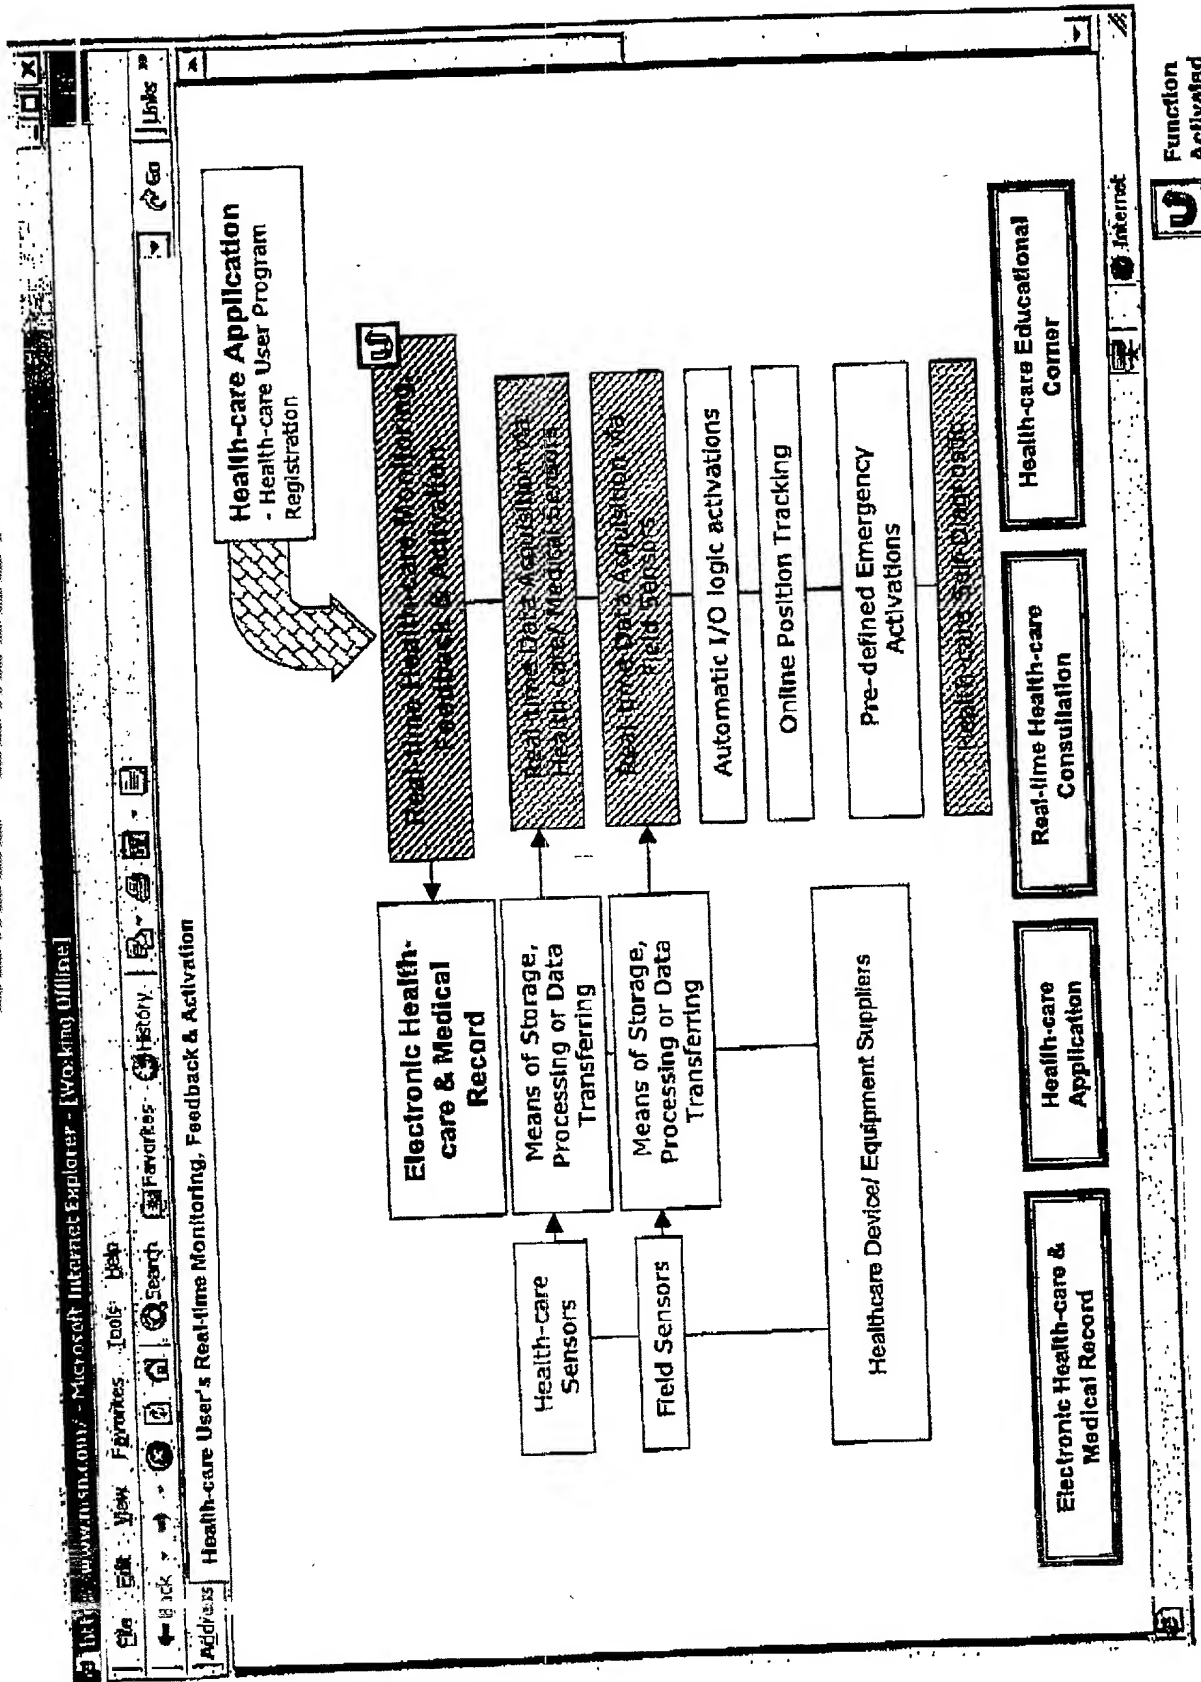 Microsoft Internet Explorer - [Working Offline]
File Edit View Favorites Tools Help
Back Search Favorites History
Address Health-care User's Real-time Monitoring, Feedback & Activation
Go Links »
Health-care Application
- Health-care User Program
Registration
Real-time Health-care Monitoring,
Feedback & Activation
Electronic Health-
care & Medical
Record
Health-care
Sensors
Means of Storage,
Processing or Data
Transferring
Real-time Data Acquisition via
Health-care/ Medical Sensors
Field Sensors
Means of Storage,
Processing or Data
Transferring
Real-time Data Acquisition via
Field Sensors
Automatic I/O logic activations
Online Position Tracking
Healthcare Device/ Equipment Suppliers
Pre-defined Emergency
Activations
Health-care Self-Diagnostic
Electronic Health-care &
Medical Record
Health-care
Application
Real-time Health-care
Consultation
Health-care Educational
Corner
Internet
Function
Activated